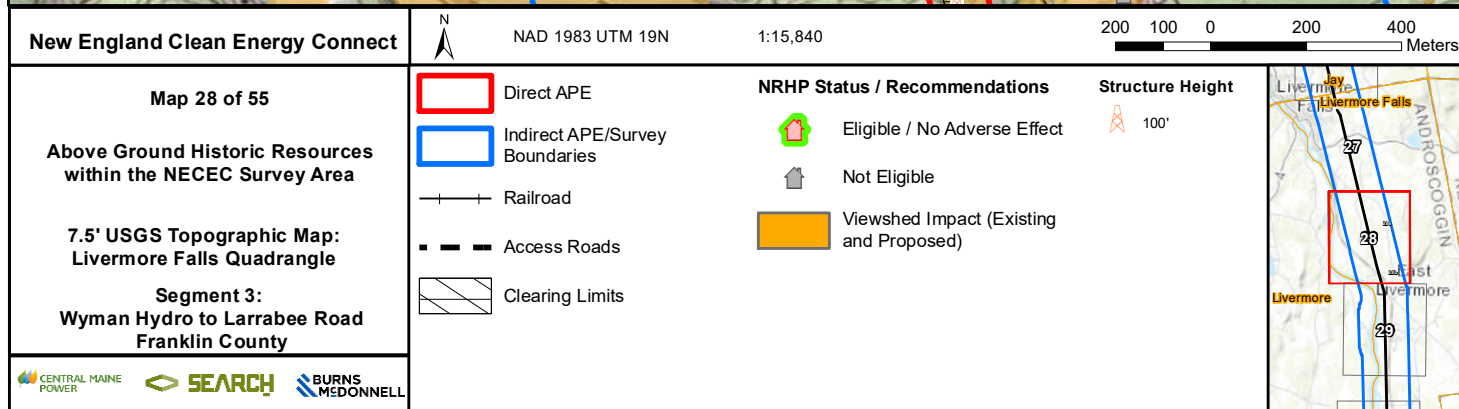 New England Clean Energy Connect
N
NAD 1983 UTM 19N
1:15,840
200 100 0 200 400
Meters
Map 28 of 55
Above Ground Historic Resources
within the NECEC Survey Area
7.5' USGS Topographic Map:
Livermore Falls Quadrangle
Segment 3:
Wyman Hydro to Larrabee Road
Franklin County
CENTRAL MAINE
POWER
SEARCH
BURNS
McDONNELL
Direct APE
Indirect APE/Survey
Boundaries
Railroad
Access Roads
Clearing Limits
NRHP Status / Recommendations
Eligible / No Adverse Effect
Not Eligible
Viewshed Impact (Existing
and Proposed)
Structure Height
100'
Jay
Livermore
Falls
Livermore Falls
ANDROSCOGGIN
4
27
28
East
Livermore
Livermore
29